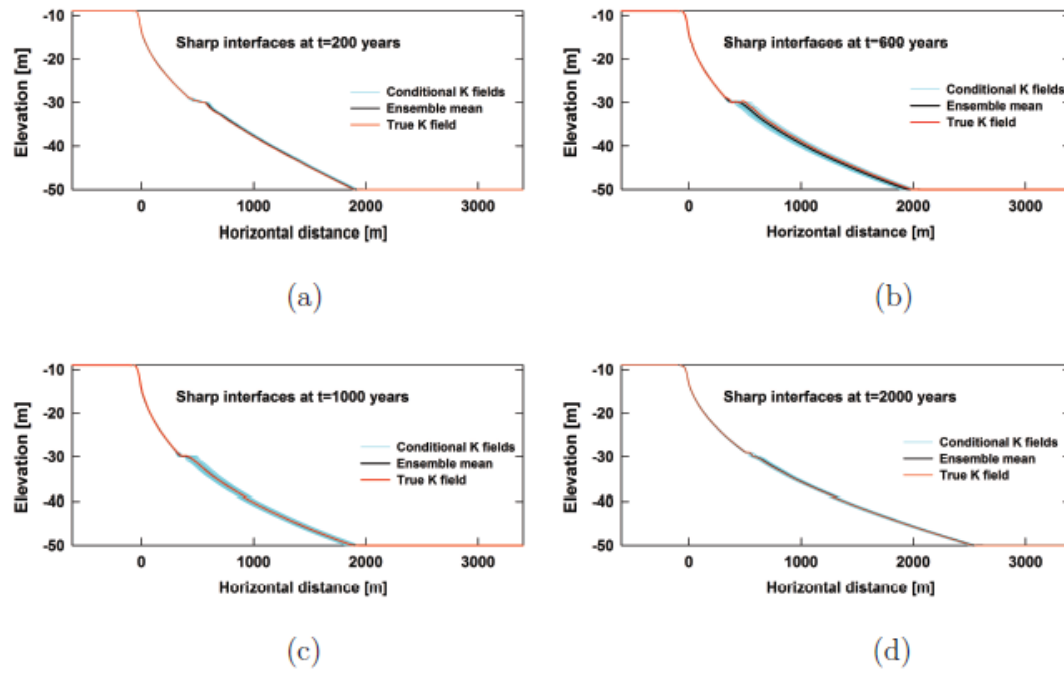 Sharp interfaces at t=200 years
Conditional K fields
Ensemble mean
True K field
Elevation [m]
-10
-20
-30
-40
-50
0
1000
2000
3000
Horizontal distance [m]
(a)
Sharp interfaces at t=600 years
Conditional K fields
Ensemble mean
True K field
Elevation [m]
-10
-20
-30
-40
-50
0
1000
2000
3000
Horizontal distance [m]
(b)
Sharp interfaces at t=1000 years
Conditional K fields
Ensemble mean
True K field
Elevation [m]
-10
-20
-30
-40
-50
0
1000
2000
3000
Horizontal distance [m]
(c)
Sharp interfaces at t=2000 years
Conditional K fields
Ensemble mean
True K field
Elevation [m]
-10
-20
-30
-40
-50
0
1000
2000
3000
Horizontal distance [m]
(d)